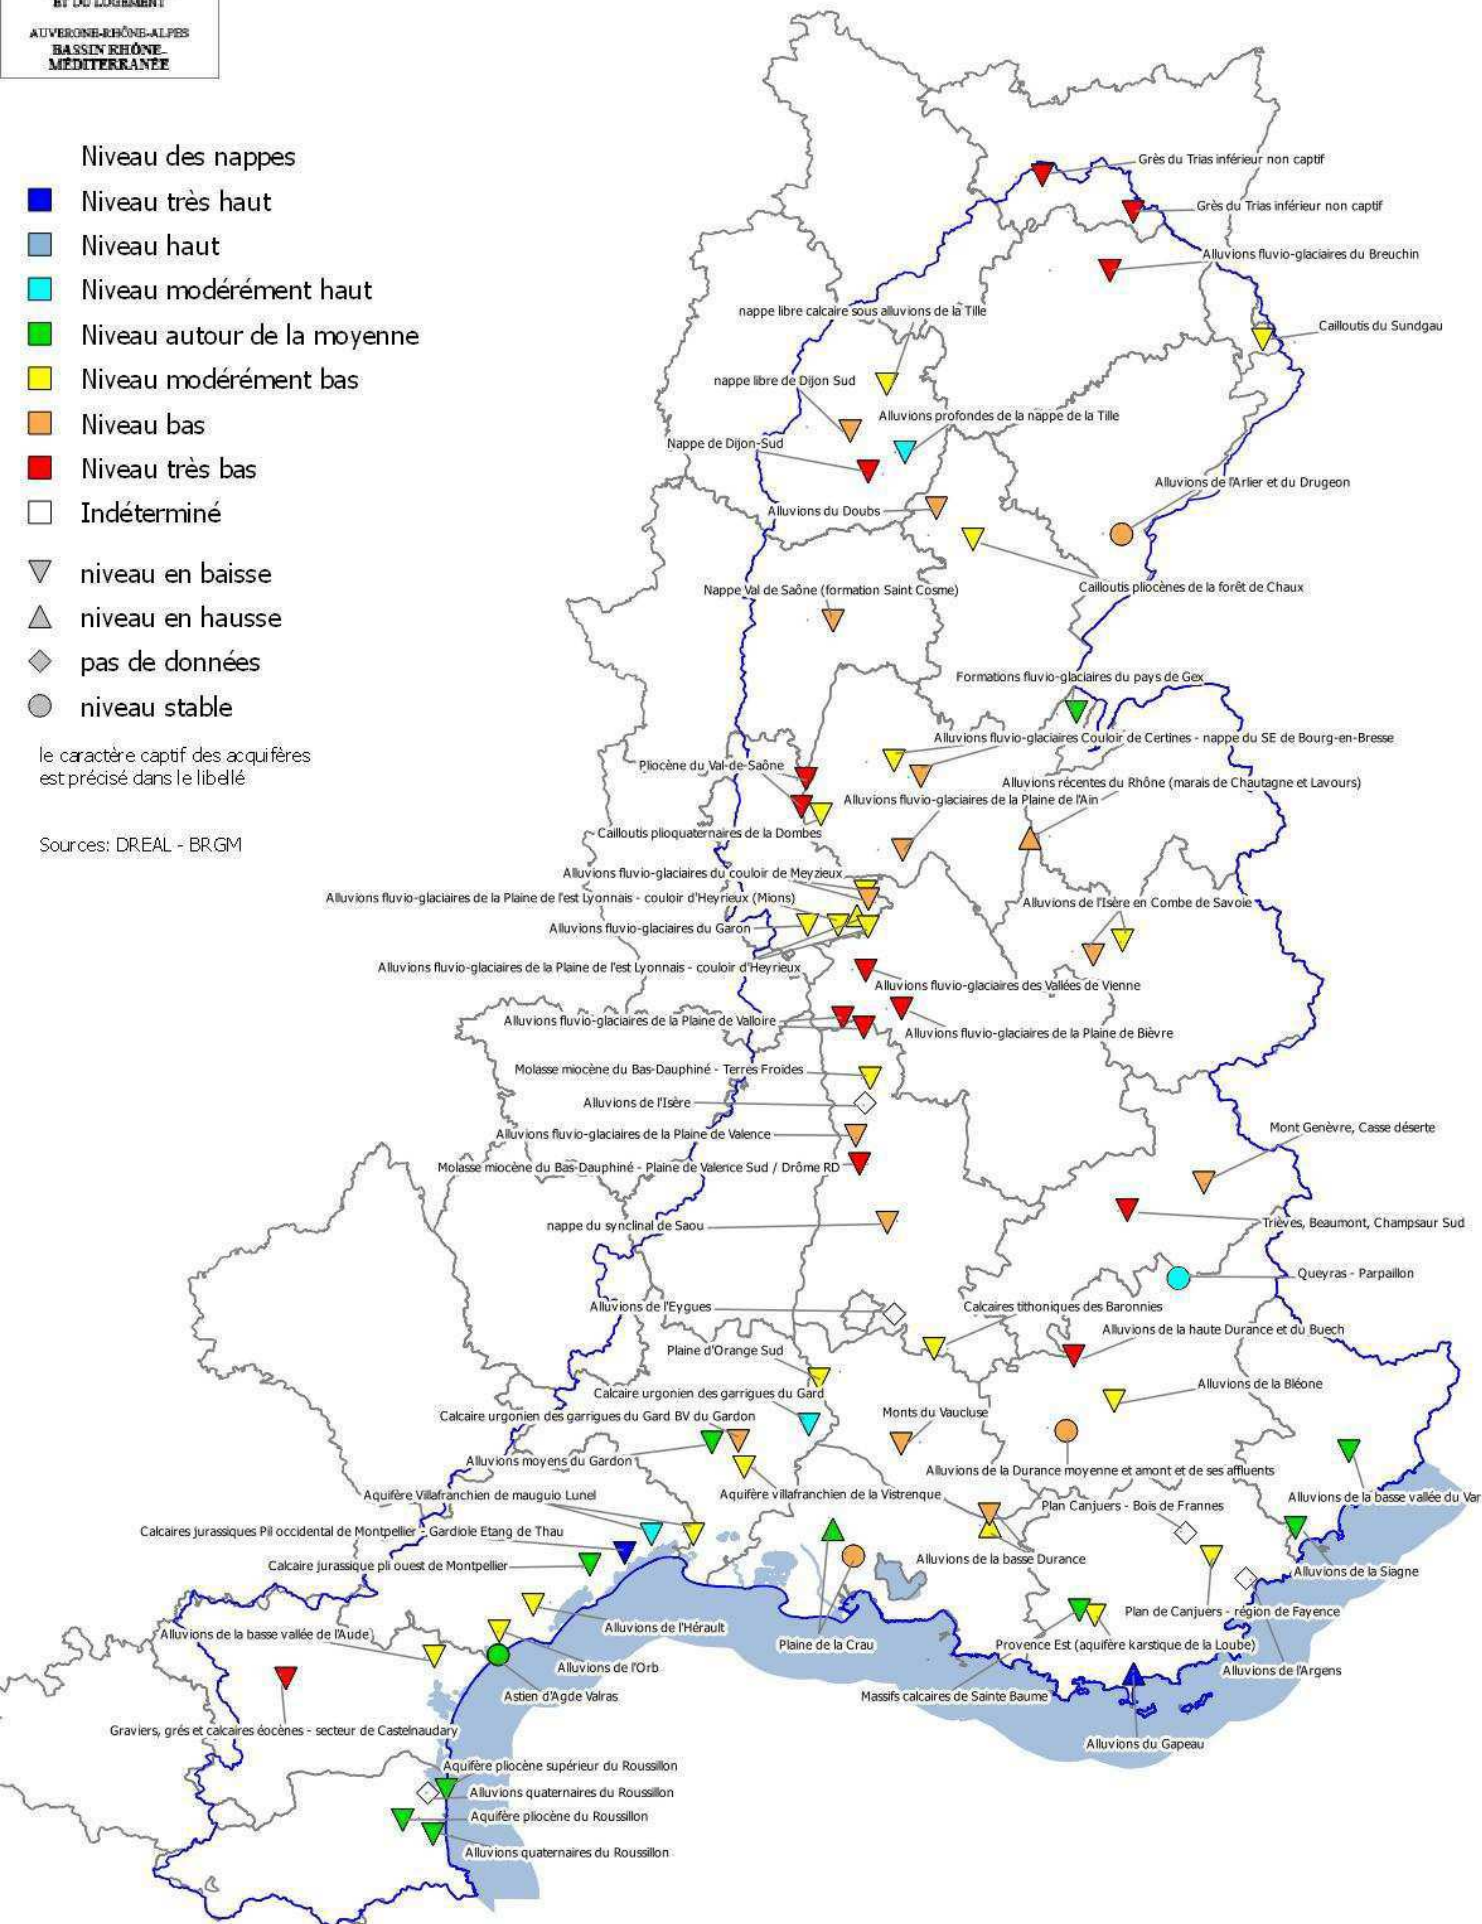 ET DU LOGEMENT
AUVERGNE-RHÔNE-ALPES
BASSIN RHÔNE-
MÉDITERRANÉE
Niveau des nappes
Niveau très haut
Niveau haut
Niveau modérément haut
Niveau autour de la moyenne
Niveau modérément bas
Niveau bas
Niveau très bas
Indéterminé
niveau en baisse
niveau en hausse
pas de données
niveau stable
le caractère captif des acquifères
est précisé dans le libellé
Sources: DREAL - BRGM
Grès du Trias inférieur non captif
Grès du Trias inférieur non captif
Alluvions fluvio-glaciaires du Breuchin
nappe libre calcaire sous alluvions de la Tille
Cailloutis du Sundgau
nappe libre de Dijon Sud
Alluvions profondes de la nappe de la Tille
Nappe de Dijon-Sud
Alluvions de l'Arlier et du Drugeon
Alluvions du Doubs
Cailloutis pliocènes de la forêt de Chaux
Nappe Val de Saône (formation Saint Cosme)
Formations fluvio-glaciaires du pays de Gex
Alluvions fluvio-glaciaires Couloir de Certines - nappe du SE de Bourg-en-Bresse
Pliocène du Val-de-Saône
Alluvions récentes du Rhône (marais de Chautagne et Lavours)
Alluvions fluvio-glaciaires de la Plaine de l'Ain
Cailloutis plioquaternaires de la Dombes
Alluvions fluvio-glaciaires du couloir de Meyzieux
Alluvions fluvio-glaciaires de la Plaine de l'est Lyonnais - couloir d'Heyrieux (Mions)
Alluvions de l'Isère en Combe de Savoie
Alluvions fluvio-glaciaires du Garon
Alluvions fluvio-glaciaires de la Plaine de l'est Lyonnais - couloir d'Heyrieux
Alluvions fluvio-glaciaires des Vallées de Vienne
Alluvions fluvio-glaciaires de la Plaine de Valloire
Alluvions fluvio-glaciaires de la Plaine de Bièvre
Molasse miocène du Bas-Dauphiné - Terres Froides
Alluvions de l'Isère
Mont Genèvre, Casse déserte
Alluvions fluvio-glaciaires de la Plaine de Valence
Molasse miocène du Bas-Dauphiné - Plaine de Valence Sud / Drôme RD
nappe du synclinal de Saou
Trièves, Beaumont, Champsaur Sud
Queyras - Parpaillon
Alluvions de l'Eygues
Calcaires tithoniques des Baronnies
Alluvions de la haute Durance et du Buech
Plaine d'Orange Sud
Alluvions de la Bléone
Calcaire urgonien des garrigues du Gard
Calcaire urgonien des garrigues du Gard BV du Gardon
Monts du Vaucluse
Alluvions moyens du Gardon
Alluvions de la Durance moyenne et amont et de ses affluents
Aquifère Villafranchien de mauguio Lunel
Aquifère villafranchien de la Vistrenque
Alluvions de la basse vallée du Var
Plan Canjuers - Bois de Frannes
Calcaires jurassiques Pil occidental de Montpellier - Gardiole Etang de Thau
Calcaire jurassique pli ouest de Montpellier
Alluvions de la basse Durance
Alluvions de la Siagne
Plan de Canjuers - région de Fayence
Alluvions de l'Hérault
Alluvions de la basse vallée de l'Aude
Plaine de la Crau
Provence Est (aquifère karstique de la Loube)
Alluvions de l'Orb
Alluvions de l'Argens
Astien d'Agde Valras
Massifs calcaires de Sainte Baume
Graviers, grés et calcaires éocènes - secteur de Castelnaudary
Alluvions du Gapeau
Aquifère pliocène supérieur du Roussillon
Alluvions quaternaires du Roussillon
Aquifère pliocène du Roussillon
Alluvions quaternaires du Roussillon